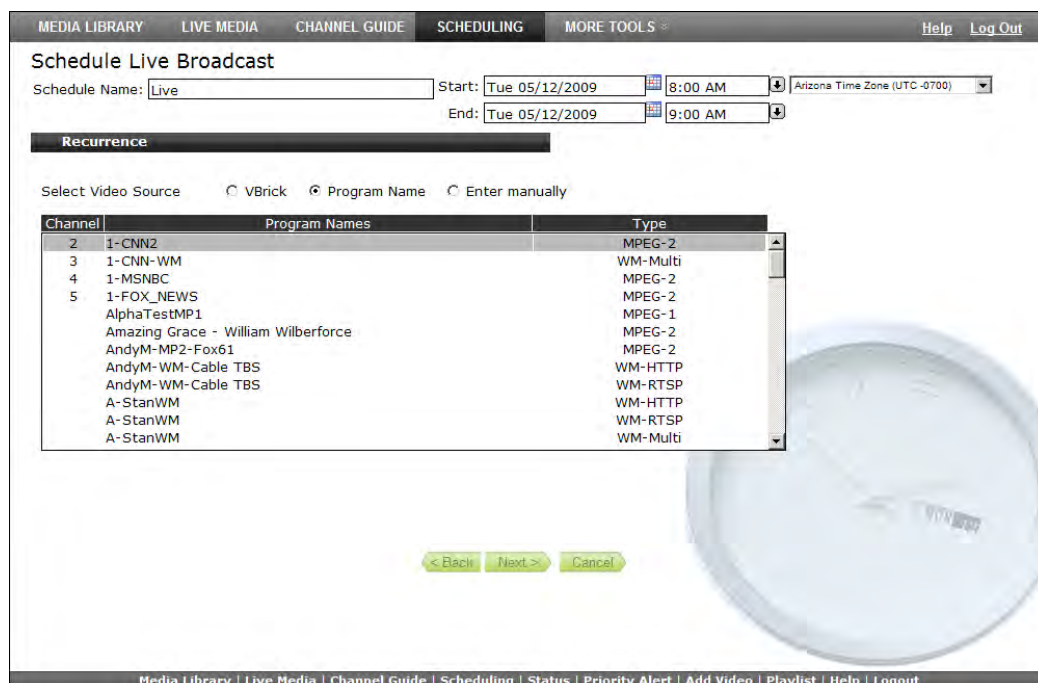 MEDIA LIBRARY LIVE MEDIA CHANNEL GUIDE SCHEDULING MORE TOOLS Help Log Out
Schedule Live Broadcast
Schedule Name: Live Start: Tue 05/12/2009 8:00 AM Arizona Time Zone (UTC -0700)
End: Tue 05/12/2009 9:00 AM
Recurrence
Select Video Source VBrick Program Name Enter manually
Channel Program Names Type
2 1-CNN2 MPEG-2
3 1-CNN-WM WM-Multi
4 1-MSNBC MPEG-2
5 1-FOX_NEWS MPEG-2
AlphaTestMP1 MPEG-1
Amazing Grace - William Wilberforce MPEG-2
AndyM-MP2-Fox61 MPEG-2
AndyM-WM-Cable TBS WM-HTTP
AndyM-WM-Cable TBS WM-RTSP
A-StanWM WM-HTTP
A-StanWM WM-RTSP
A-StanWM WM-Multi
< Back Next > Cancel
Media Library | Live Media | Channel Guide | Scheduling | Status | Priority Alert | Add Video | Playlist | Help | Logout